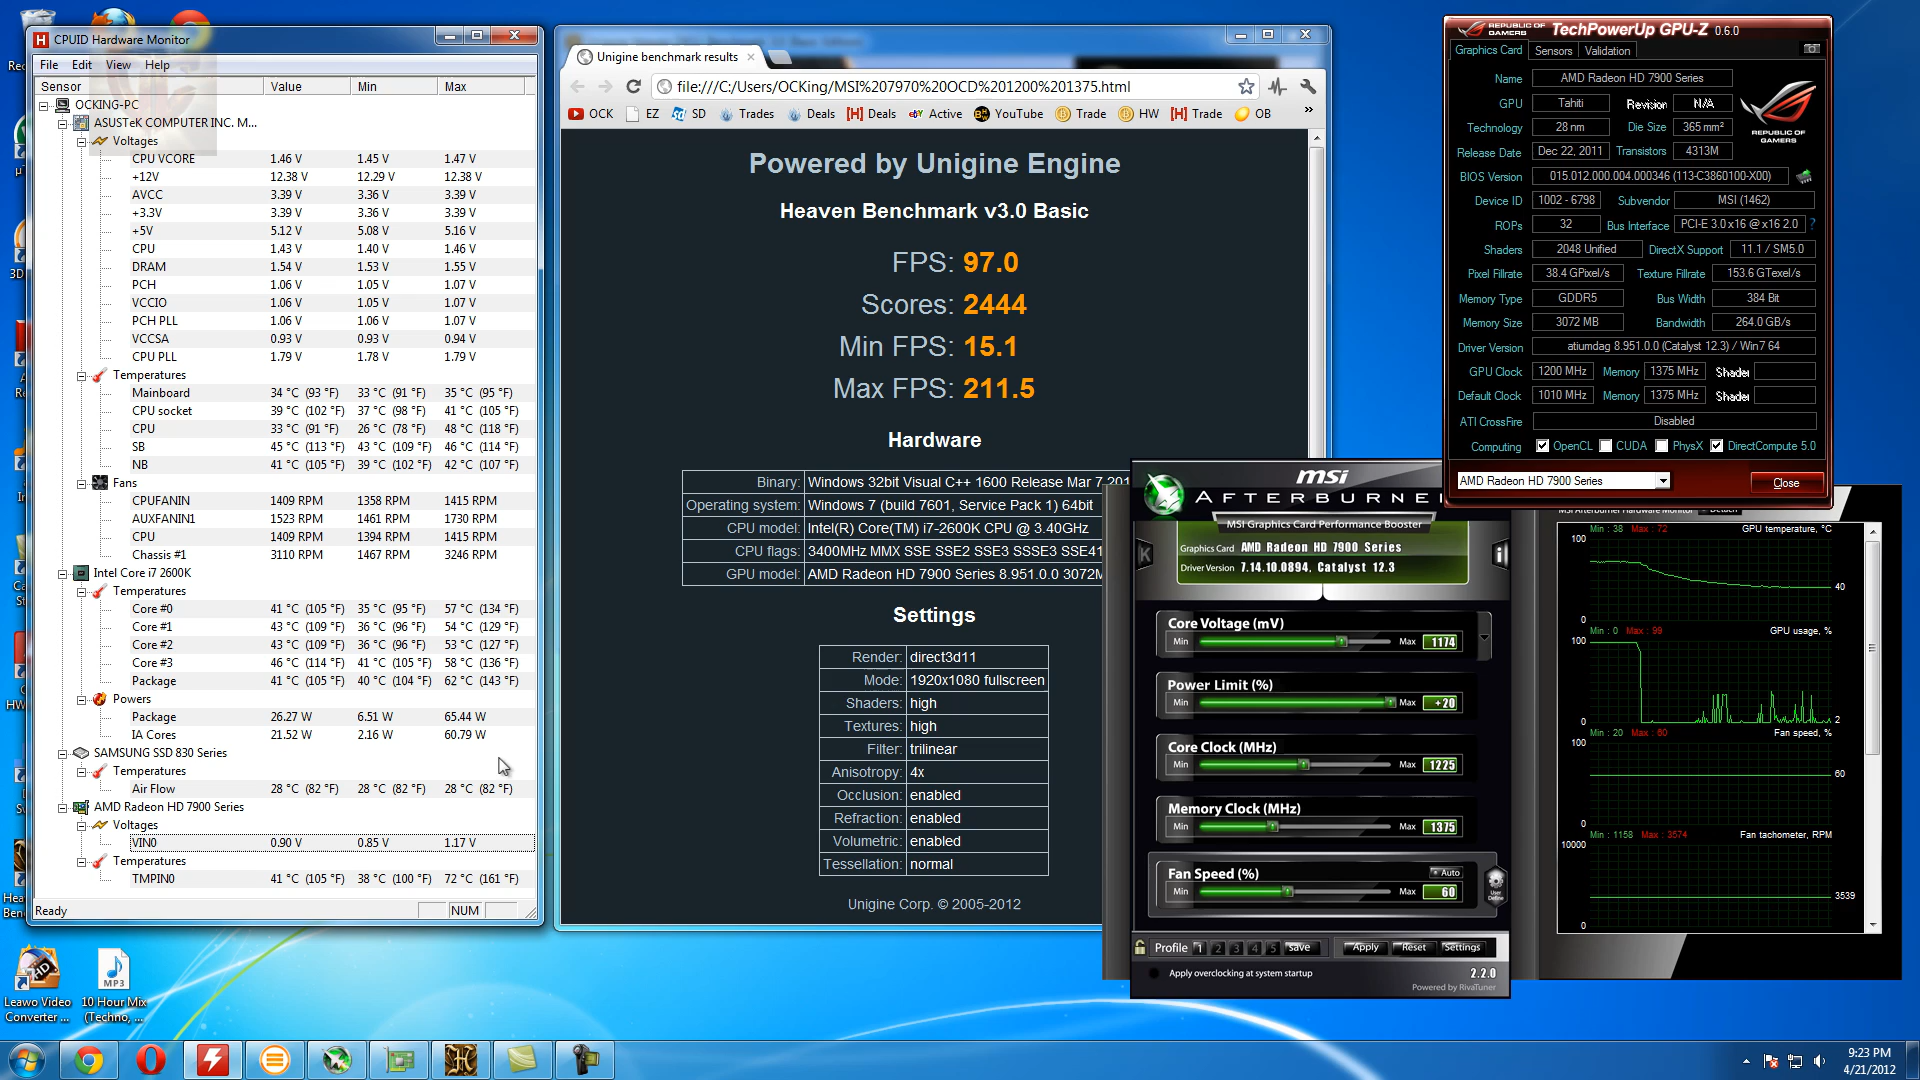 CPUID Hardware Monitor
File Edit View Help
Sensor Value Min Max
OCKING-PC
ASUSTeK COMPUTER INC. M...
Voltages
CPU VCORE 1.46 V 1.45 V 1.47 V
+12V 12.38 V 12.29 V 12.38 V
AVCC 3.39 V 3.36 V 3.39 V
+3.3V 3.39 V 3.36 V 3.39 V
+5V 5.12 V 5.08 V 5.16 V
CPU 1.43 V 1.40 V 1.46 V
DRAM 1.54 V 1.53 V 1.55 V
PCH 1.06 V 1.05 V 1.07 V
VCCIO 1.06 V 1.05 V 1.07 V
PCH PLL 1.06 V 1.06 V 1.07 V
VCCSA 0.93 V 0.93 V 0.94 V
CPU PLL 1.79 V 1.78 V 1.79 V
Temperatures
Mainboard 34 °C (93 °F) 33 °C (91 °F) 35 °C (95 °F)
CPU socket 39 °C (102 °F) 37 °C (98 °F) 41 °C (105 °F)
CPU 33 °C (91 °F) 26 °C (78 °F) 48 °C (118 °F)
SB 45 °C (113 °F) 43 °C (109 °F) 46 °C (114 °F)
NB 41 °C (105 °F) 39 °C (102 °F) 42 °C (107 °F)
Fans
CPUFANIN 1409 RPM 1358 RPM 1415 RPM
AUXFANIN1 1523 RPM 1461 RPM 1730 RPM
CPU 1409 RPM 1394 RPM 1415 RPM
Chassis #1 3110 RPM 1467 RPM 3246 RPM
Intel Core i7 2600K
Temperatures
Core #0 41 °C (105 °F) 35 °C (95 °F) 57 °C (134 °F)
Core #1 43 °C (109 °F) 36 °C (96 °F) 54 °C (129 °F)
Core #2 43 °C (109 °F) 36 °C (96 °F) 53 °C (127 °F)
Core #3 46 °C (114 °F) 41 °C (105 °F) 58 °C (136 °F)
Package 41 °C (105 °F) 40 °C (104 °F) 62 °C (143 °F)
Powers
Package 26.27 W 6.51 W 65.44 W
IA Cores 21.52 W 2.16 W 60.79 W
SAMSUNG SSD 830 Series
Temperatures
Air Flow 28 °C (82 °F) 28 °C (82 °F) 28 °C (82 °F)
AMD Radeon HD 7900 Series
Voltages
VIN0 0.90 V 0.85 V 1.17 V
Temperatures
TMPIN0 41 °C (105 °F) 38 °C (100 °F) 72 °C (161 °F)
Ready NUM
Unigine benchmark results
file:///C:/Users/OCKing/MSI%207970%20OCD%201200%201375.html
OCK EZ SD Trades Deals Deals Active YouTube Trade HW Trade OB
Powered by Unigine Engine
Heaven Benchmark v3.0 Basic
FPS: 97.0
Scores: 2444
Min FPS: 15.1
Max FPS: 211.5
Hardware
Binary: Windows 32bit Visual C++ 1600 Release Mar 7 201
Operating system: Windows 7 (build 7601, Service Pack 1) 64bit
CPU model: Intel(R) Core(TM) i7-2600K CPU @ 3.40GHz
CPU flags: 3400MHz MMX SSE SSE2 SSE3 SSSE3 SSE41
GPU model: AMD Radeon HD 7900 Series 8.951.0.0 3072M
Settings
Render: direct3d11
Mode: 1920x1080 fullscreen
Shaders: high
Textures: high
Filter: trilinear
Anisotropy: 4x
Occlusion: enabled
Refraction: enabled
Volumetric: enabled
Tessellation: normal
Unigine Corp. © 2005-2012
REPUBLIC OF GAMERS TechPowerUp GPU-Z 0.6.0
Graphics Card Sensors Validation
Name AMD Radeon HD 7900 Series
GPU Tahiti Revision N/A
Technology 28 nm Die Size 365 mm²
REPUBLIC OF GAMERS
Release Date Dec 22, 2011 Transistors 4313M
BIOS Version 015.012.000.004.000346 (113-C3860100-X00)
Device ID 1002 - 6798 Subvendor MSI (1462)
ROPs 32 Bus Interface PCI-E 3.0 x16 @ x16 2.0 ?
Shaders 2048 Unified DirectX Support 11.1 / SM5.0
Pixel Fillrate 38.4 GPixel/s Texture Fillrate 153.6 GTexel/s
Memory Type GDDR5 Bus Width 384 Bit
Memory Size 3072 MB Bandwidth 264.0 GB/s
Driver Version atiumdag 8.951.0.0 (Catalyst 12.3) / Win7 64
GPU Clock 1200 MHz Memory 1375 MHz Shader
Default Clock 1010 MHz Memory 1375 MHz Shader
ATI CrossFire Disabled
Computing OpenCL CUDA PhysX DirectCompute 5.0
AMD Radeon HD 7900 Series Close
msi
AFTERBURNER
MSI Graphics Card Performance Booster
Graphics Card AMD Radeon HD 7900 Series
Driver Version 7.14.10.0894, Catalyst 12.3
K i
Core Voltage (mV)
Min Max 1174
Power Limit (%)
Min Max +20
Core Clock (MHz)
Min Max 1225
Memory Clock (MHz)
Min Max 1375
Fan Speed (%) Auto
Min Max 60
User Define
Profile 1 2 3 4 5 Save Apply Reset Settings
Apply overclocking at system startup 2.2.0
Powered by RivaTuner
MSI Afterburner Hardware Monitor Detach
Min : 38 Max : 72 GPU temperature, °C
100
40
0
Min : 0 Max : 99 GPU usage, %
100
2
0
Min : 20 Max : 60 Fan speed, %
100
60
0
Min : 1158 Max : 3574 Fan tachometer, RPM
10000
3539
0
Leawo Video Converter ...
10 Hour Mix (Techno, ...
MP3
HD
9:23 PM
4/21/2012